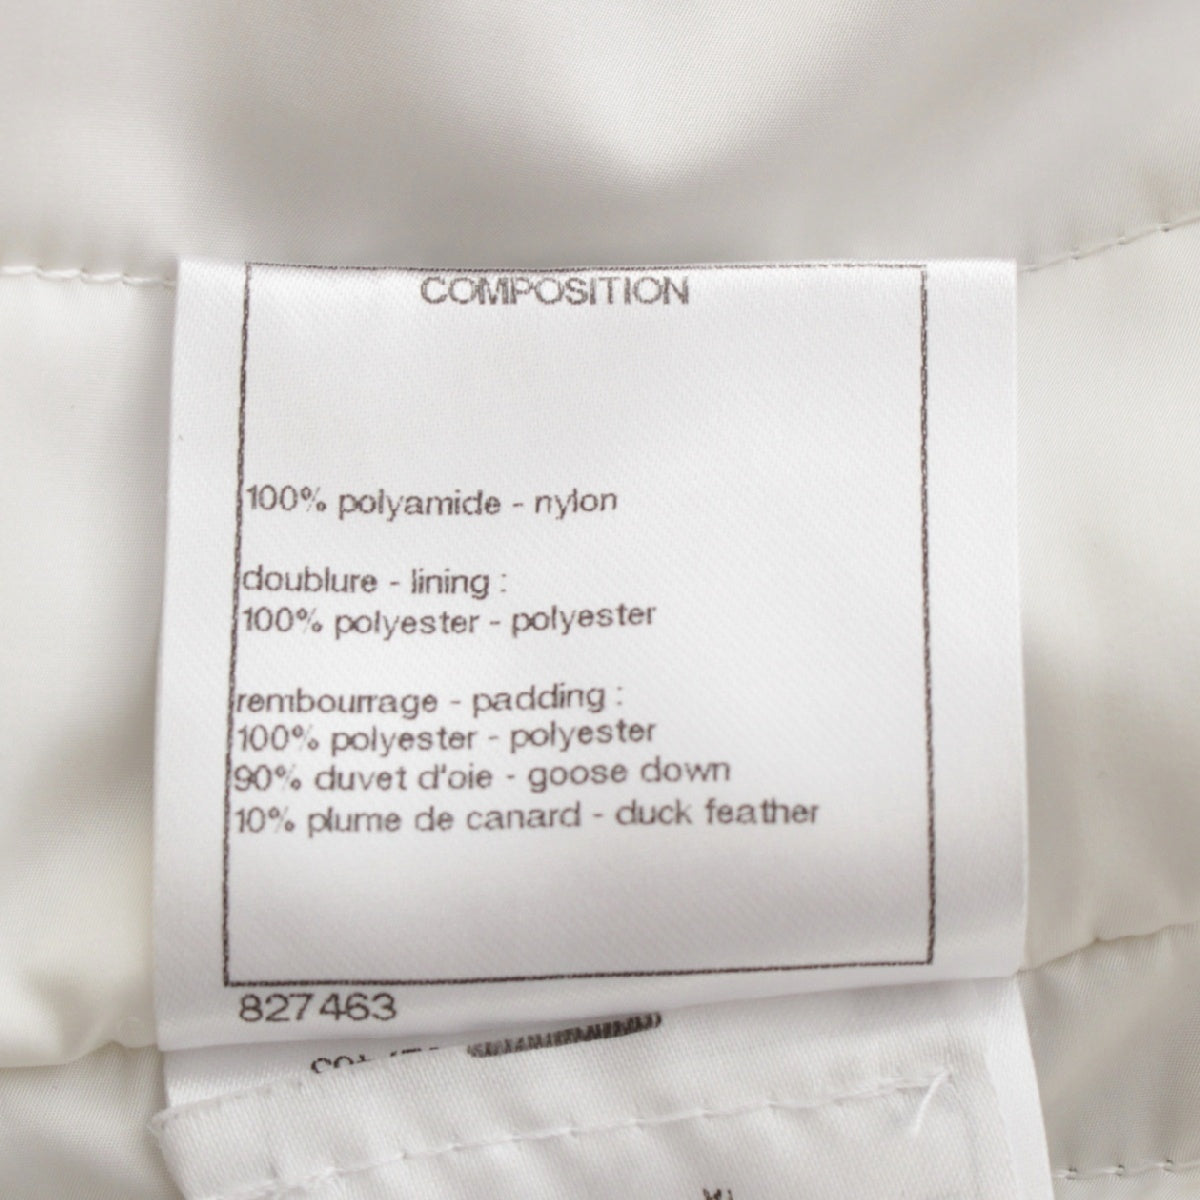 COMPOSITION
100% polyamide - nylon
doublure - lining :
100% polyester - polyester
rembourrage - padding :
100% polyester - polyester
90% duvet d'oie - goose down
10% plume de canard - duck feather
827463